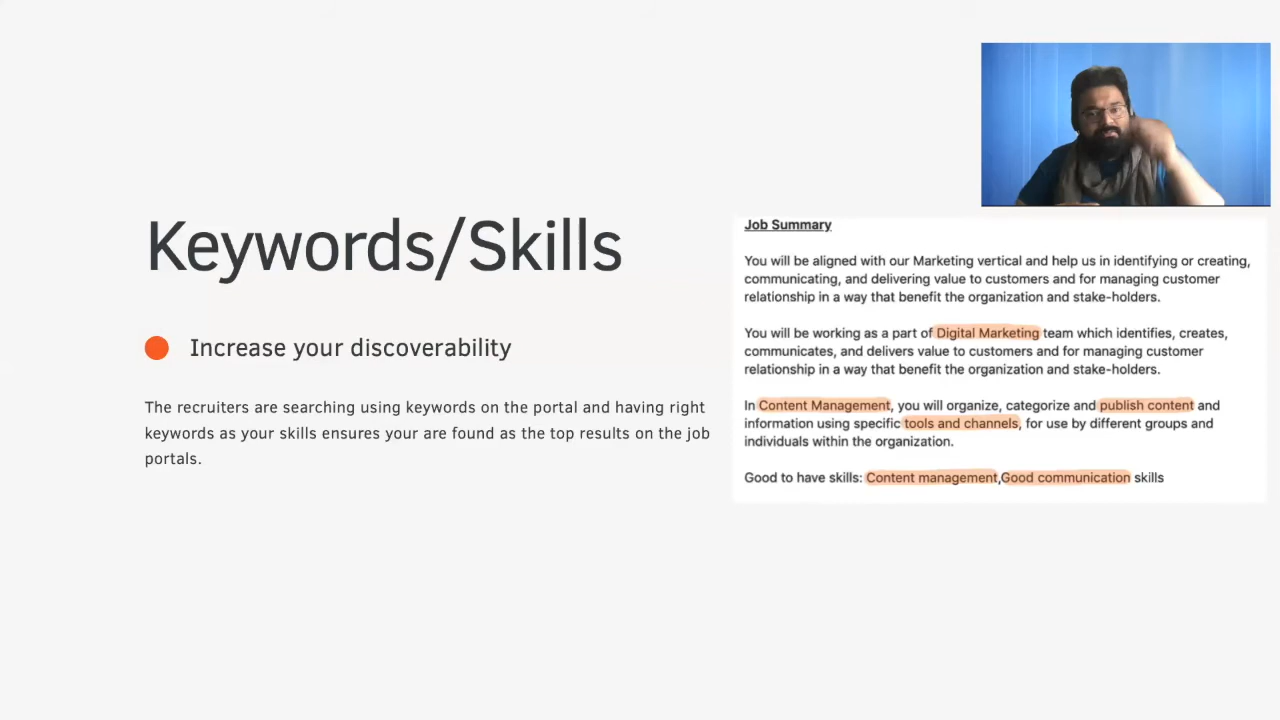 Keywords/Skills
Increase your discoverability
The recruiters are searching using keywords on the portal and having right
keywords as your skills ensures your are found as the top results on the job
portals.
Job Summary
You will be aligned with our Marketing vertical and help us in identifying or creating,
communicating, and delivering value to customers and for managing customer
relationship in a way that benefit the organization and stake-holders.
You will be working as a part of Digital Marketing team which identifies, creates,
communicates, and delivers value to customers and for managing customer
relationship in a way that benefit the organization and stake-holders.
In Content Management, you will organize, categorize and publish content and
information using specific tools and channels, for use by different groups and
individuals within the organization.
Good to have skills: Content management,Good communication skills